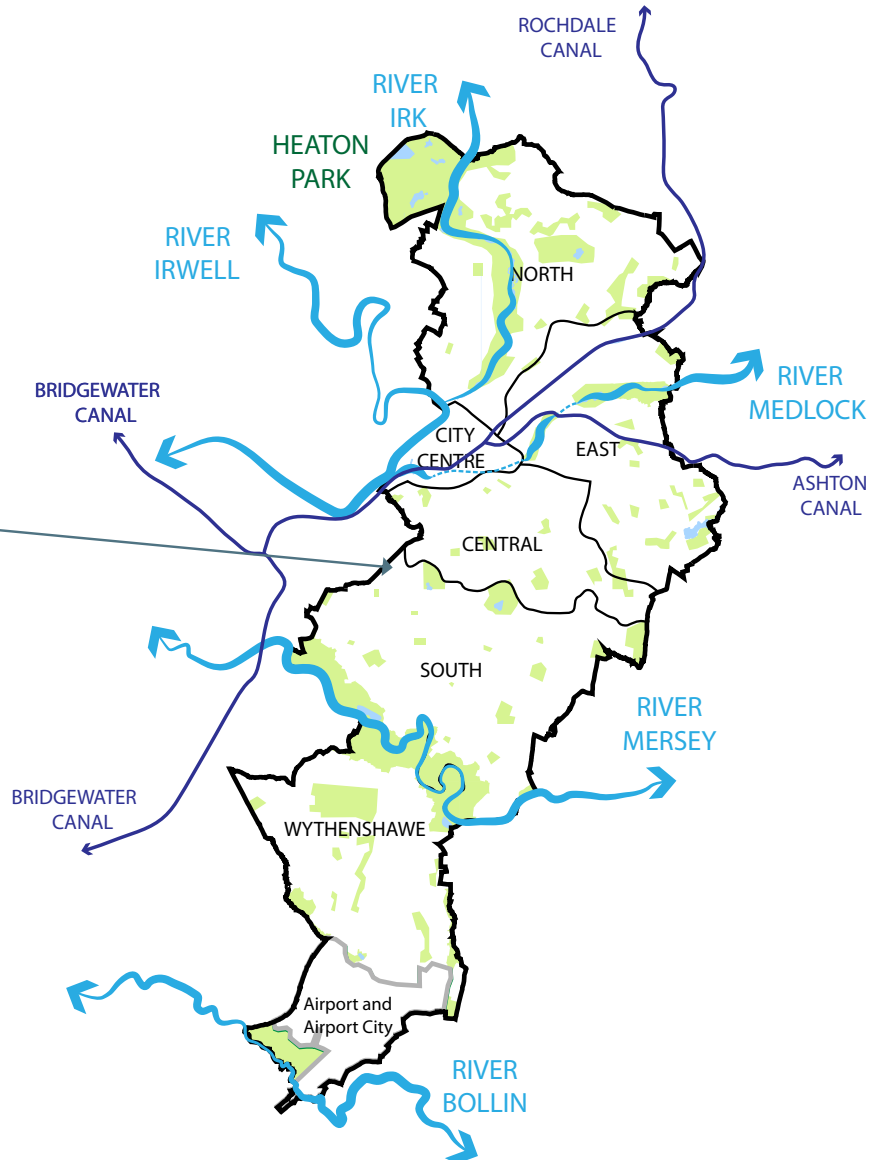 ROCHDALE
CANAL
RIVER
IRK
HEATON
PARK
RIVER
IRWELL
NORTH
BRIDGEWATER
CANAL
RIVER
MEDLOCK
CITY
CENTRE
EAST
ASHTON
CANAL
CENTRAL
SOUTH
RIVER
MERSEY
BRIDGEWATER
CANAL
WYTHENSHAWE
Airport and
Airport City
RIVER
BOLLIN